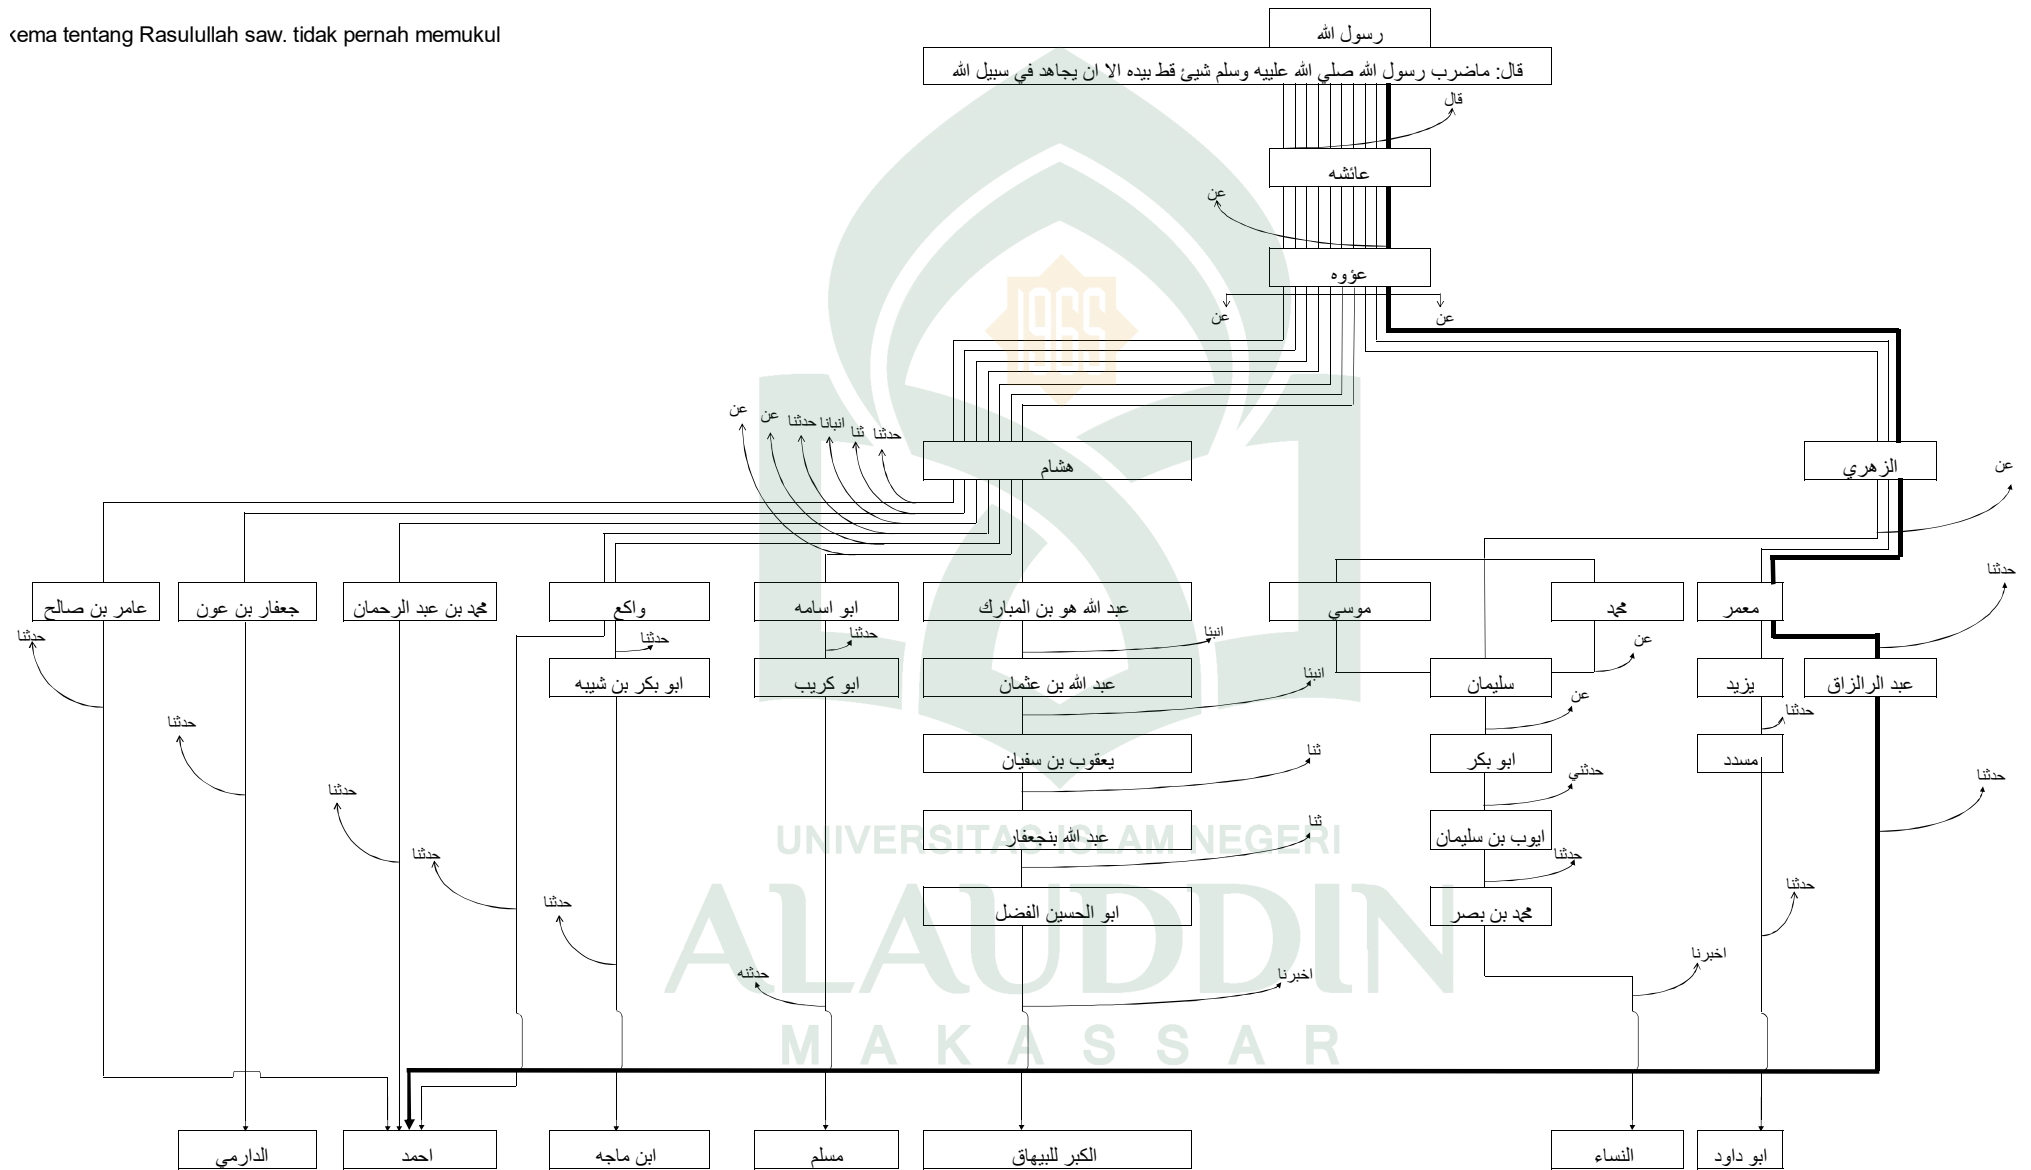 kema tentang Rasulullah saw. tidak pernah memukul
رسول الله
قال: ماضرب رسول الله صلي الله علييه وسلم شيئ قط بيده الا ان يجاهد في سبيل الله
قال
عائشه
عن
عؤوه
عن
عن
1965
عن
عن
حدثنا
انبانا
ثنا
حدثنا
هشام
الزهري
عن
عامر بن صالح
جعفار بن عون
محمد بن عبد الرحمان
واكع
ابو اسامه
عبد الله هو بن المبارك
موسي
محمد
معمر
حدثنا
حدثنا
حدثنا
حدثنا
انبنا
عن
ابو بكر بن شيبه
ابو كريب
عبد الله بن عثمان
انبئا
سليمان
يزيد
عبد الرالزاق
حدثنا
عن
حدثنا
يعقوب بن سفيان
ثنا
ابو بكر
مسدد
حدثنا
حدثني
حدثنا
عبد الله بنجعفار
ثنا
ايوب بن سليمان
UNIVERSITAS ISLAM NEGERI
حدثنا
حدثنا
حدثنا
حدثنا
ابو الحسين الفضل
محمد بن بصر
ALAUDDIN
حدثنه
اخبرنا
اخبرنا
MAKASSAR
الدارمي
احمد
ابن ماجه
مسلم
الكبر للبيهاق
النساء
ابو داود